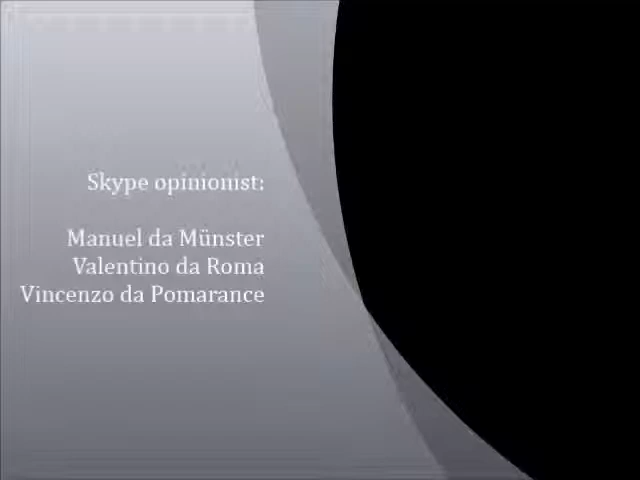 Skype opinionist:
Manuel da Münster
Valentino da Roma
Vincenzo da Pomarance